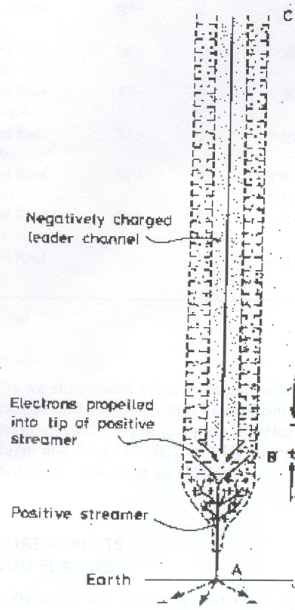 C
Negatively charged
leader channel
Electrons propelled
into tip of positive
streamer
B
Positive streamer
A
Earth